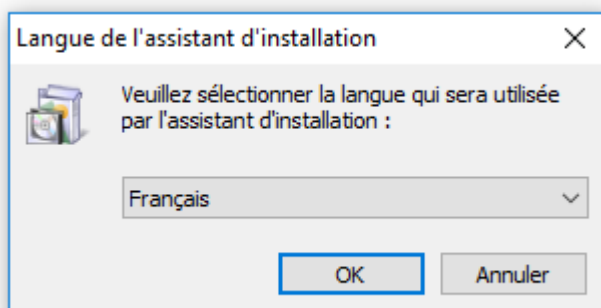 Langue de l'assistant d'installation
Veuillez sélectionner la langue qui sera utilisée
par l'assistant d'installation :
Français
OK Annuler